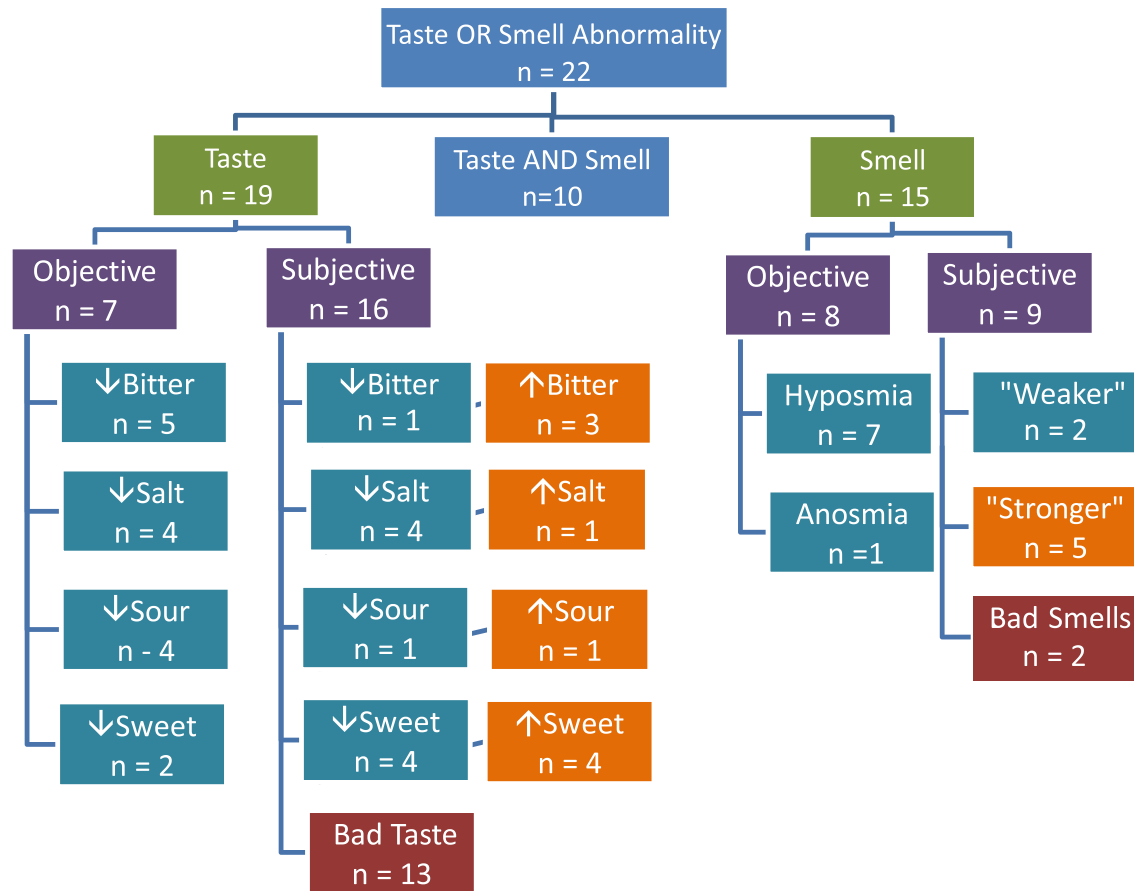 Taste OR Smell Abnormality
n = 22
Taste
n = 19
Taste AND Smell
n=10
Smell
n = 15
Objective
n = 7
Subjective
n = 16
Objective
n = 8
Subjective
n = 9
↓Bitter
n = 5
↓Salt
n = 4
↓Sour
n - 4
↓Sweet
n = 2
↓Bitter
n = 1
↑Bitter
n = 3
↓Salt
n = 4
↑Salt
n = 1
↓Sour
n = 1
↑Sour
n = 1
↓Sweet
n = 4
↑Sweet
n = 4
Bad Taste
n = 13
Hyposmia
n = 7
Anosmia
n =1
"Weaker"
n = 2
"Stronger"
n = 5
Bad Smells
n = 2